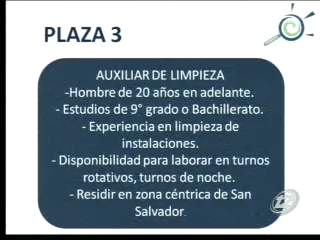 PLAZA 3
AUXILIAR DE LIMPIEZA
-Hombre de 20 años en adelante.
- Estudios de 9° grado o Bachillerato.
- Experiencia en limpieza de
instalaciones.
- Disponibilidad para laborar en turnos
rotativos, turnos de noche.
- Residir en zona céntrica de San
Salvador.